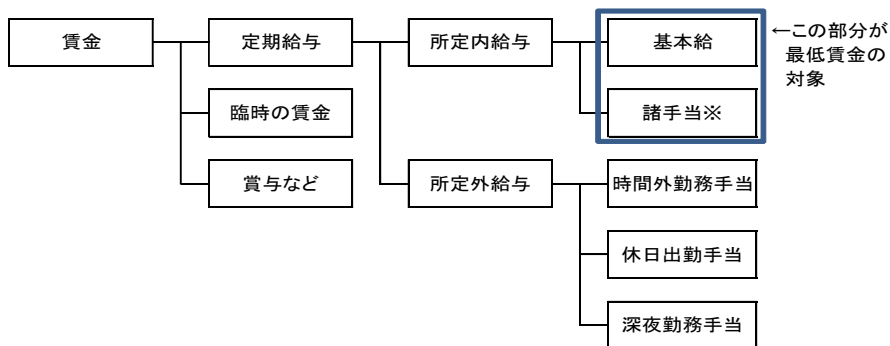 賃金
定期給与
所定内給与
基本給
←この部分が
最低賃金の
対象
臨時の賃金
諸手当※
賞与など
所定外給与
時間外勤務手当
休日出勤手当
深夜勤務手当